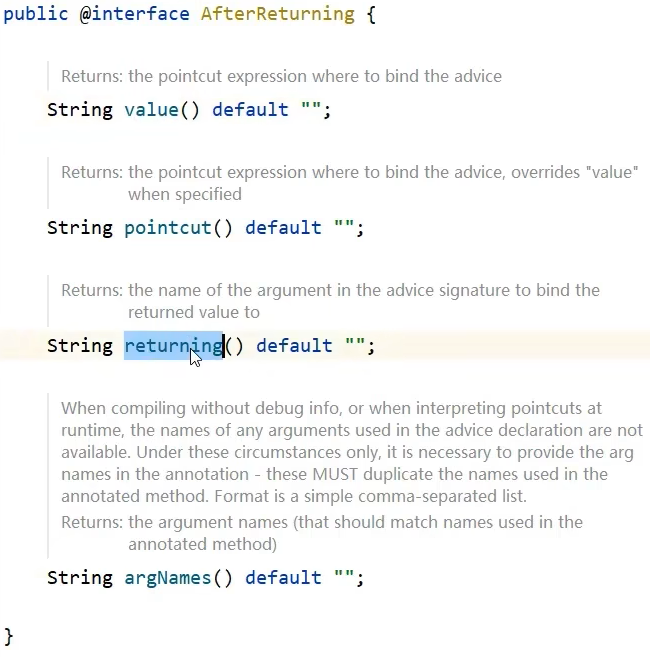 public @interface AfterReturning {
Returns: the pointcut expression where to bind the advice
String value() default "";
Returns: the pointcut expression where to bind the advice, overrides "value"
when specified
String pointcut() default "";
Returns: the name of the argument in the advice signature to bind the
returned value to
String returning() default "";
When compiling without debug info, or when interpreting pointcuts at
runtime, the names of any arguments used in the advice declaration are not
available. Under these circumstances only, it is necessary to provide the arg
names in the annotation - these MUST duplicate the names used in the
annotated method. Format is a simple comma-separated list.
Returns: the argument names (that should match names used in the
annotated method)
String argNames() default "";
}